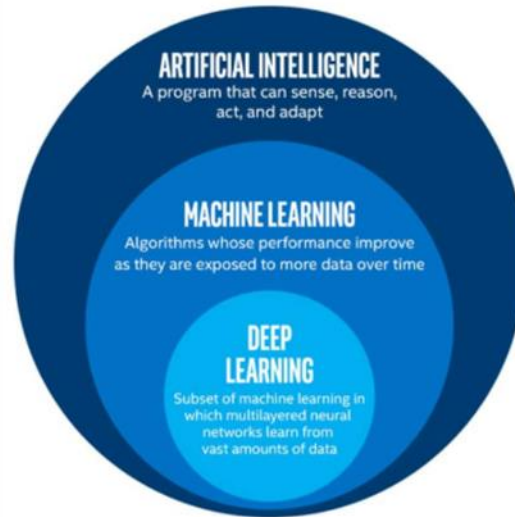 ARTIFICIAL INTELLIGENCE
A program that can sense, reason,
act, and adapt
MACHINE LEARNING
Algorithms whose performance improve
as they are exposed to more data over time
DEEP
LEARNING
Subset of machine learning in
which multilayered neural
networks learn from
vast amounts of data